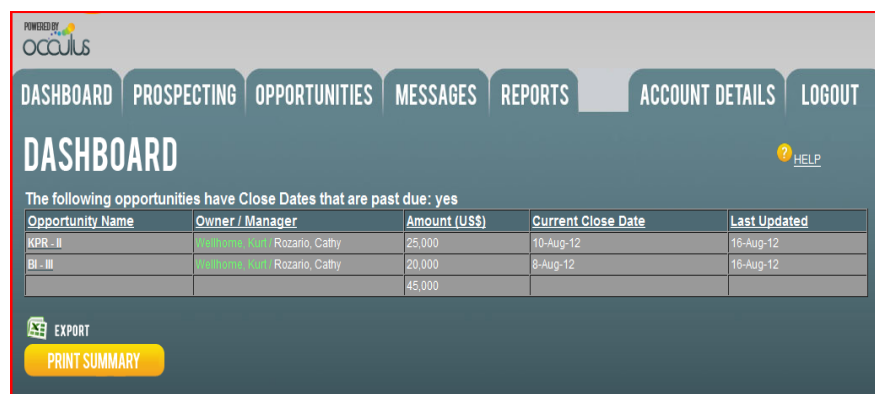 POWERED BY
occulus
DASHBOARD PROSPECTING OPPORTUNITIES MESSAGES REPORTS ACCOUNT DETAILS LOGOUT
DASHBOARD
? HELP
The following opportunities have Close Dates that are past due: yes
Opportunity Name Owner / Manager Amount (US$) Current Close Date Last Updated
KPR - II Wellhome, Kurt / Rozario, Cathy 25,000 10-Aug-12 16-Aug-12
BI - III Wellhome, Kurt / Rozario, Cathy 20,000 8-Aug-12 16-Aug-12
45,000
EXPORT
PRINT SUMMARY